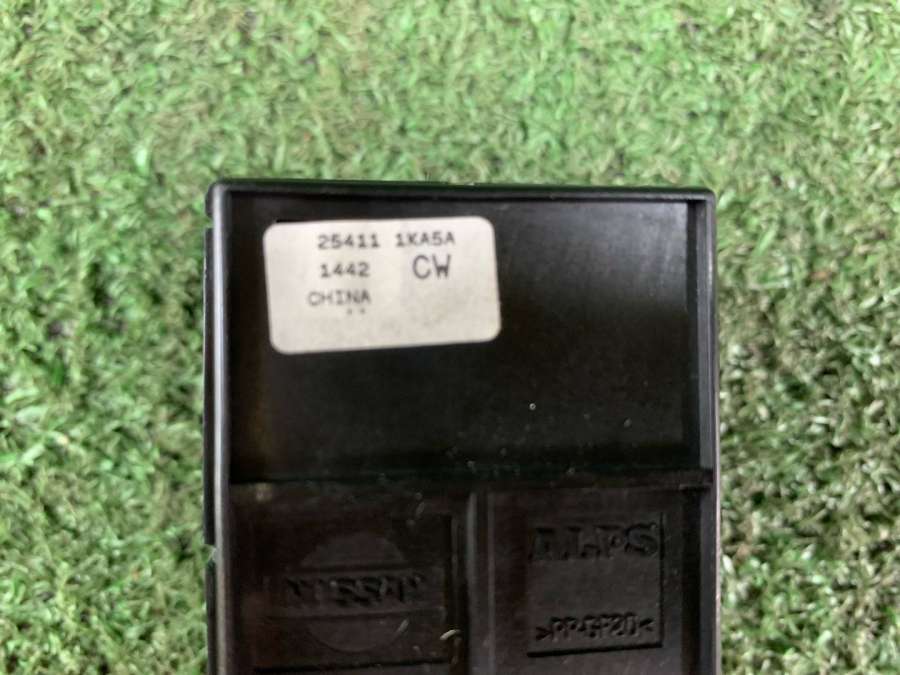 25411 1KA5A
1442 CW
CHINA
**
NISSAN
ALPS
>PP-GF20<